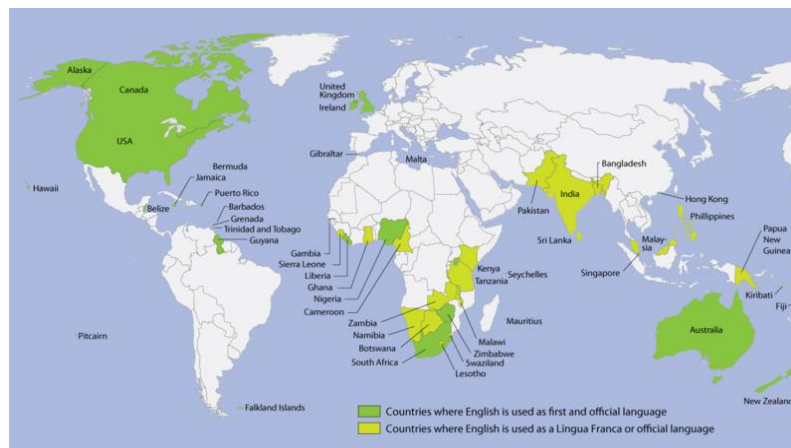 Alaska
Canada
USA
Hawaii
Bermuda
Jamaica
Puerto Rico
Belize
Barbados
Grenada
Trinidad and Tobago
Guyana
Pitcairn
Falkland Islands
United
Kingdom
Ireland
Gibraltar
Malta
Gambia
Sierra Leone
Liberia
Ghana
Nigeria
Cameroon
Zambia
Namibia
Botswana
South Africa
Kenya
Tanzania
Seychelles
Mauritius
Malawi
Zimbabwe
Swaziland
Lesotho
Pakistan
India
Bangladesh
Sri Lanka
Hong Kong
Phillippines
Malay-
sia
Singapore
Papua
New
Guinea
Kiribati
Fiji
Australia
New Zealand
Countries where English is used as first and official language
Countries where English is used as a Lingua Franca or official language